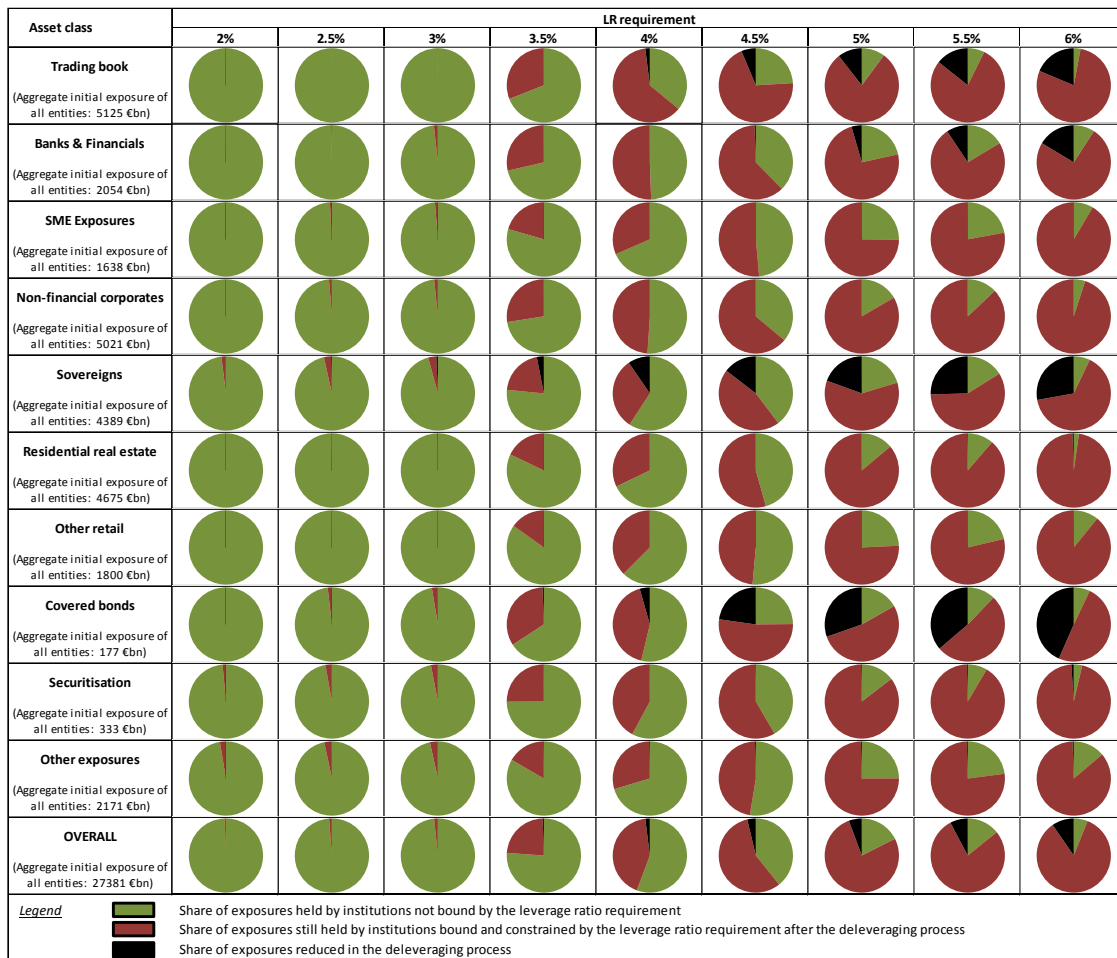 Asset class
LR requirement
2% 2.5% 3% 3.5% 4% 4.5% 5% 5.5% 6%
Trading book
(Aggregate initial exposure of
all entities: 5125 €bn)
Banks & Financials
(Aggregate initial exposure of
all entities: 2054 €bn)
SME Exposures
(Aggregate initial exposure of
all entities: 1638 €bn)
Non-financial corporates
(Aggregate initial exposure of
all entities: 5021 €bn)
Sovereigns
(Aggregate initial exposure of
all entities: 4389 €bn)
Residential real estate
(Aggregate initial exposure of
all entities: 4675 €bn)
Other retail
(Aggregate initial exposure of
all entities: 1800 €bn)
Covered bonds
(Aggregate initial exposure of
all entities: 177 €bn)
Securitisation
(Aggregate initial exposure of
all entities: 333 €bn)
Other exposures
(Aggregate initial exposure of
all entities: 2171 €bn)
OVERALL
(Aggregate initial exposure of
all entities: 27381 €bn)
Legend
Share of exposures held by institutions not bound by the leverage ratio requirement
Share of exposures still held by institutions bound and constrained by the leverage ratio requirement after the deleveraging process
Share of exposures reduced in the deleveraging process